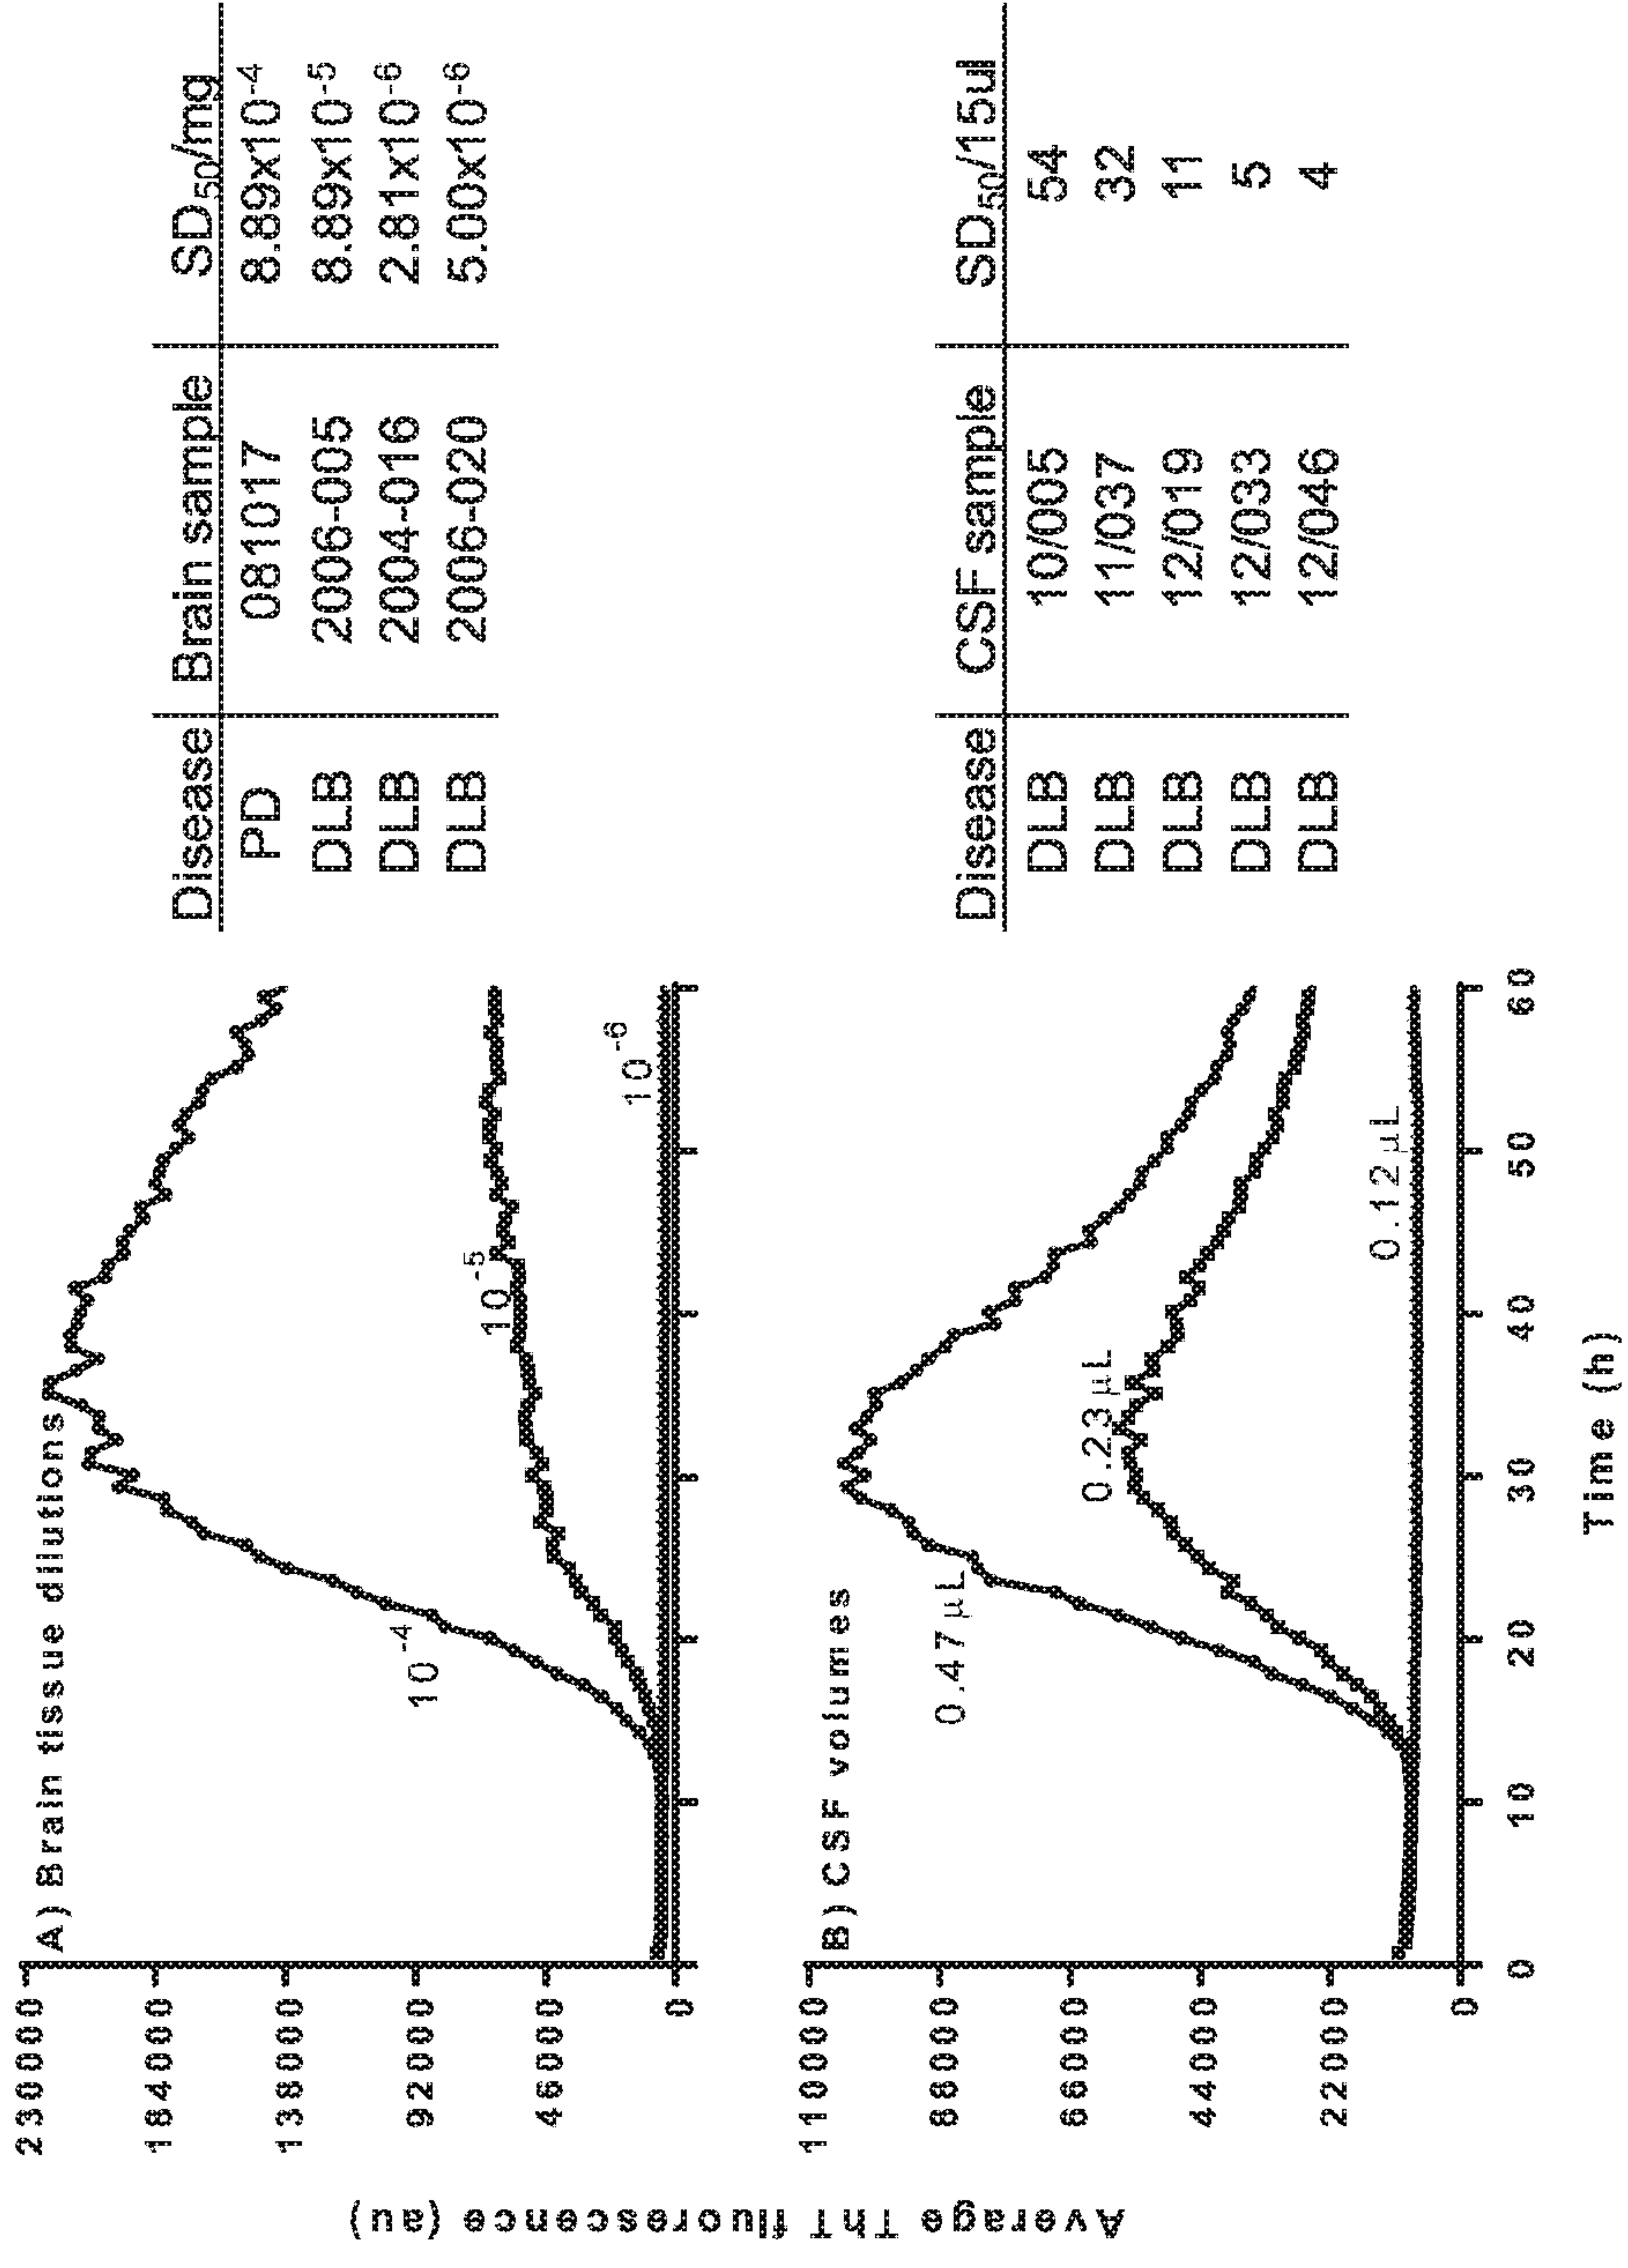 Average ThT fluorescence (au)
A) Brain tissue dilutions
230000
184000
138000
92000
46000
0
10-4
10-5
10-6
Disease Brain sample SD50/mg
PD 081017 8.89x10-4
DLB 2006-005 8.89x10-5
DLB 2004-016 2.81x10-6
DLB 2006-020 5.00x10-6
B) CSF volumes
110000
88000
66000
44000
22000
0
0.47 µL
0.23 µL
0.12 µL
0 10 20 30 40 50 60
Time (h)
Disease CSF sample SD50/15ul
DLB 10/005 54
DLB 11/037 32
DLB 12/019 11
DLB 12/033 5
DLB 12/046 4